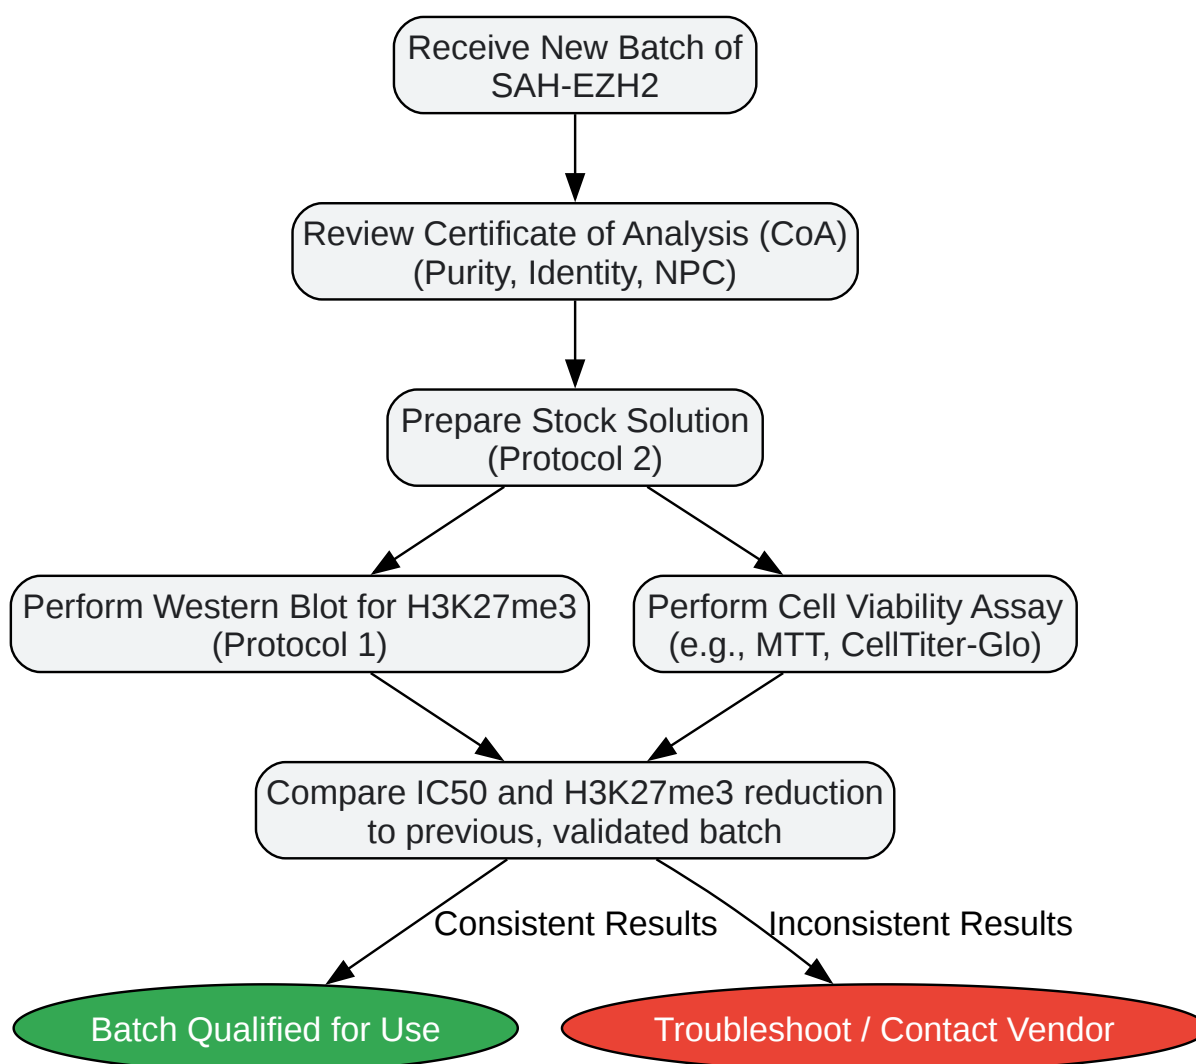 Receive New Batch of
SAH-EZH2
Review Certificate of Analysis (CoA)
(Purity, Identity, NPC)
Prepare Stock Solution
(Protocol 2)
Perform Western Blot for H3K27me3
(Protocol 1)
Perform Cell Viability Assay
(e.g., MTT, CellTiter-Glo)
Compare IC50 and H3K27me3 reduction
to previous, validated batch
Consistent Results
Inconsistent Results
Batch Qualified for Use
Troubleshoot / Contact Vendor